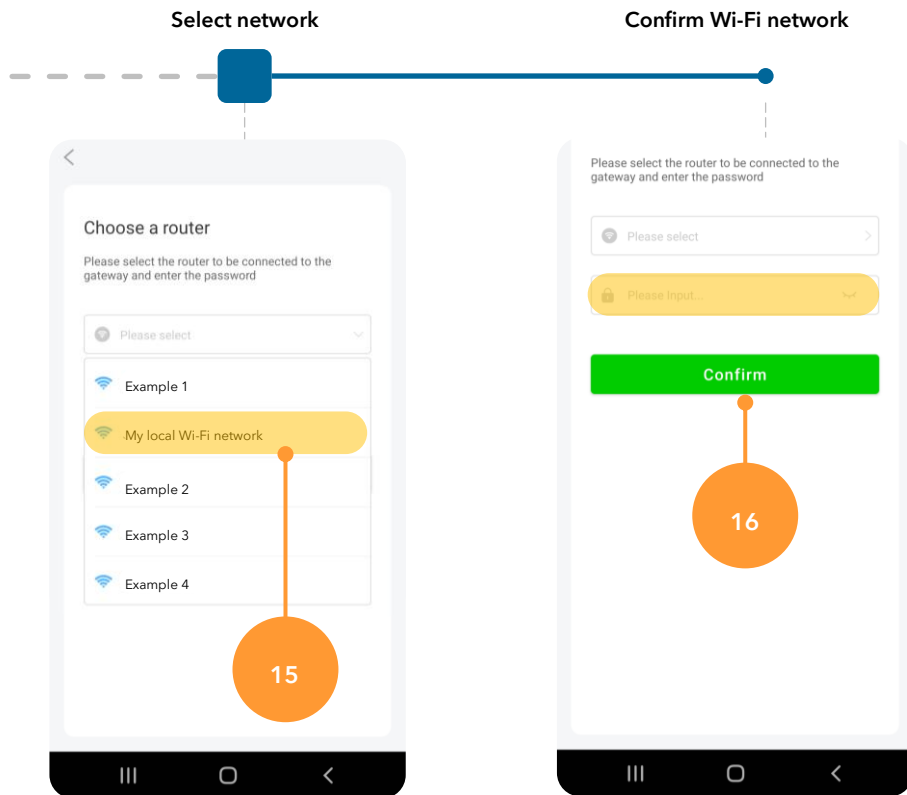 Select network
Confirm Wi-Fi network
Choose a router
Please select the router to be connected to the
gateway and enter the password
Please select
Example 1
My local Wi-Fi network
Example 2
Example 3
Example 4
15
Please select the router to be connected to the
gateway and enter the password
Please select
Please Input...
Confirm
16